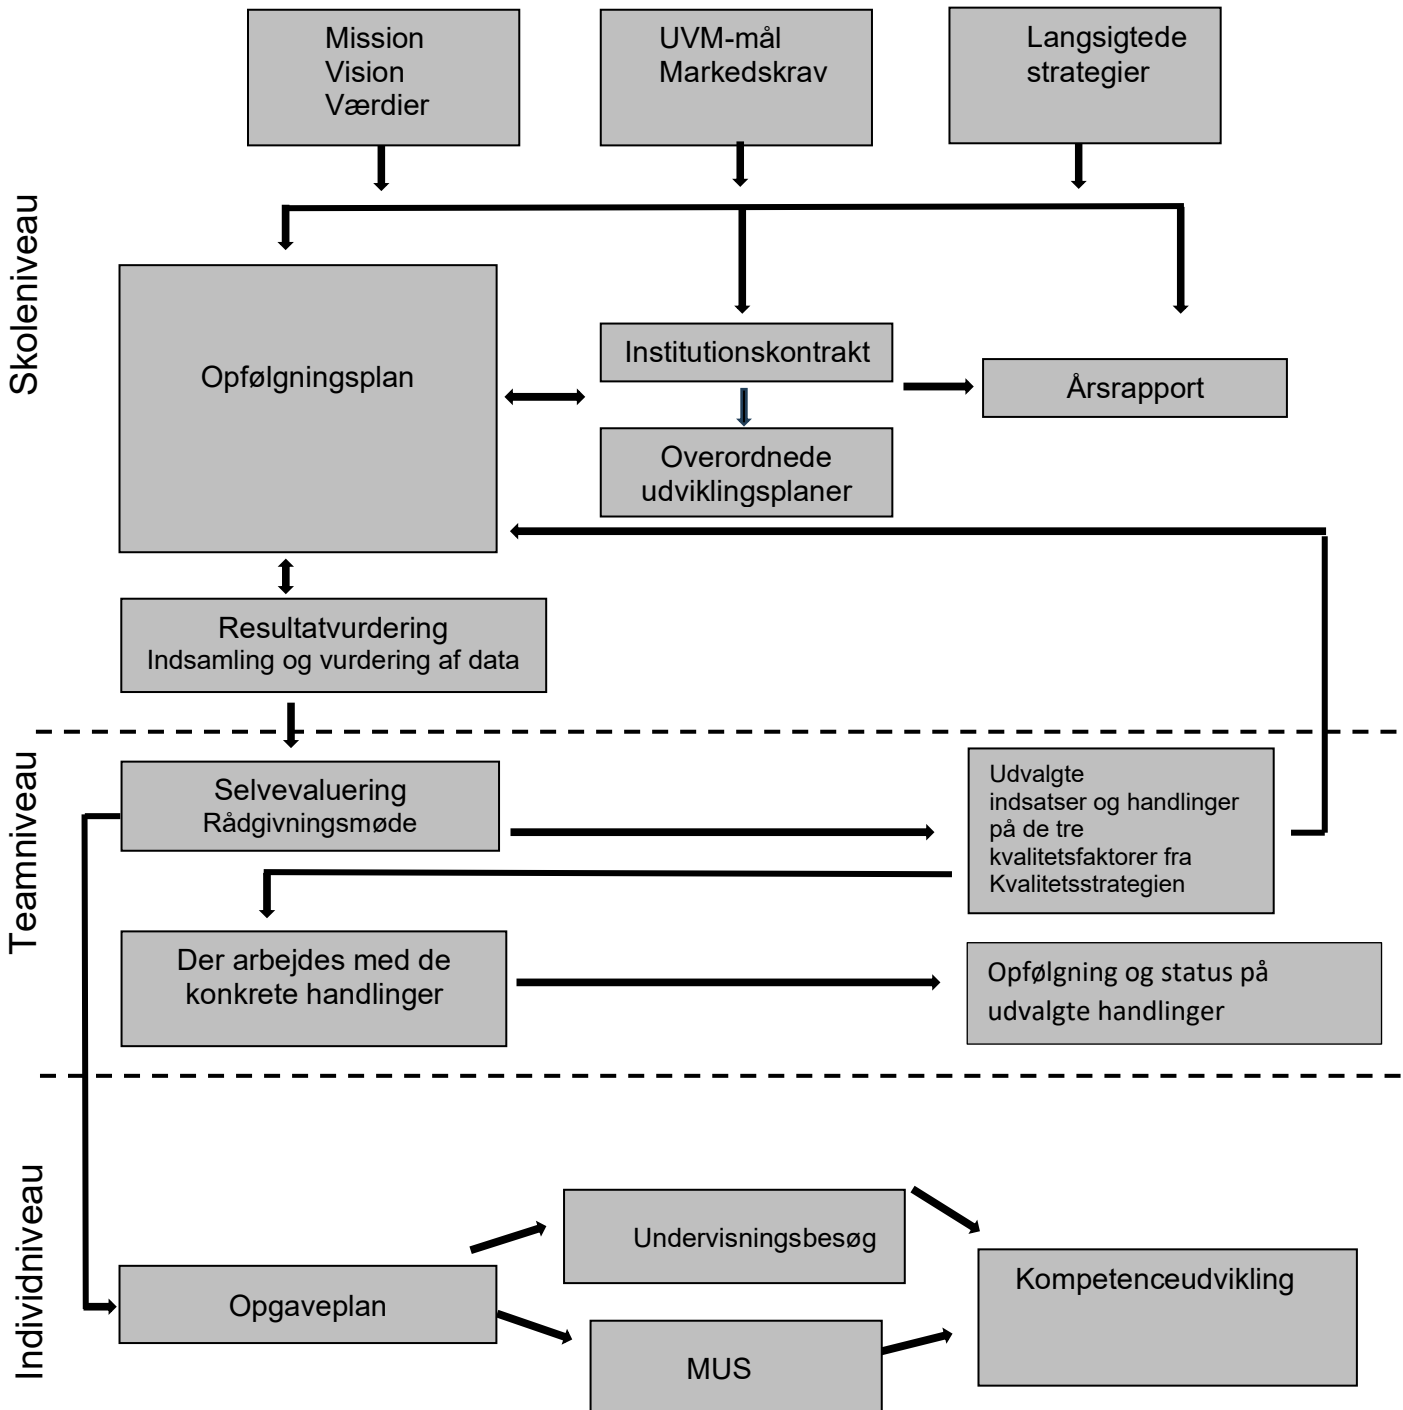 Mission
Vision
Værdier
UVM-mål
Markedskrav
Langsigtede
strategier
Skoleniveau
Opfølgningsplan
Institutionskontrakt
Årsrapport
Overordnede
udviklingsplaner
Resultatvurdering
Indsamling og vurdering af data
Teamniveau
Selvevaluering
Rådgivningsmøde
Udvalgte
indsatser og handlinger
på de tre
kvalitetsfaktorer fra
Kvalitetsstrategien
Der arbejdes med de
konkrete handlinger
Opfølgning og status på
udvalgte handlinger
Individniveau
Undervisningsbesøg
Opgaveplan
Kompetenceudvikling
MUS